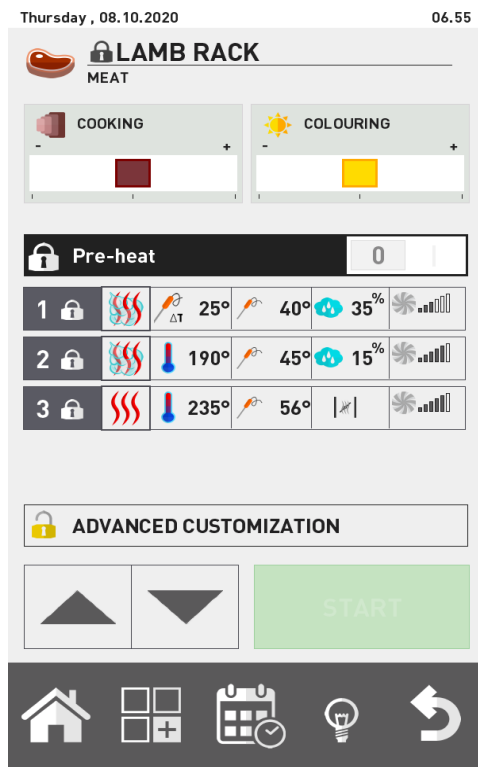 Thursday , 08.10.2020 06.55
LAMB RACK
MEAT
COOKING COLOURING
- + - +
Pre-heat 0 I
1 ΔT 25° 40° 35%
2 190° 45° 15%
3 235° 56°
ADVANCED CUSTOMIZATION
START